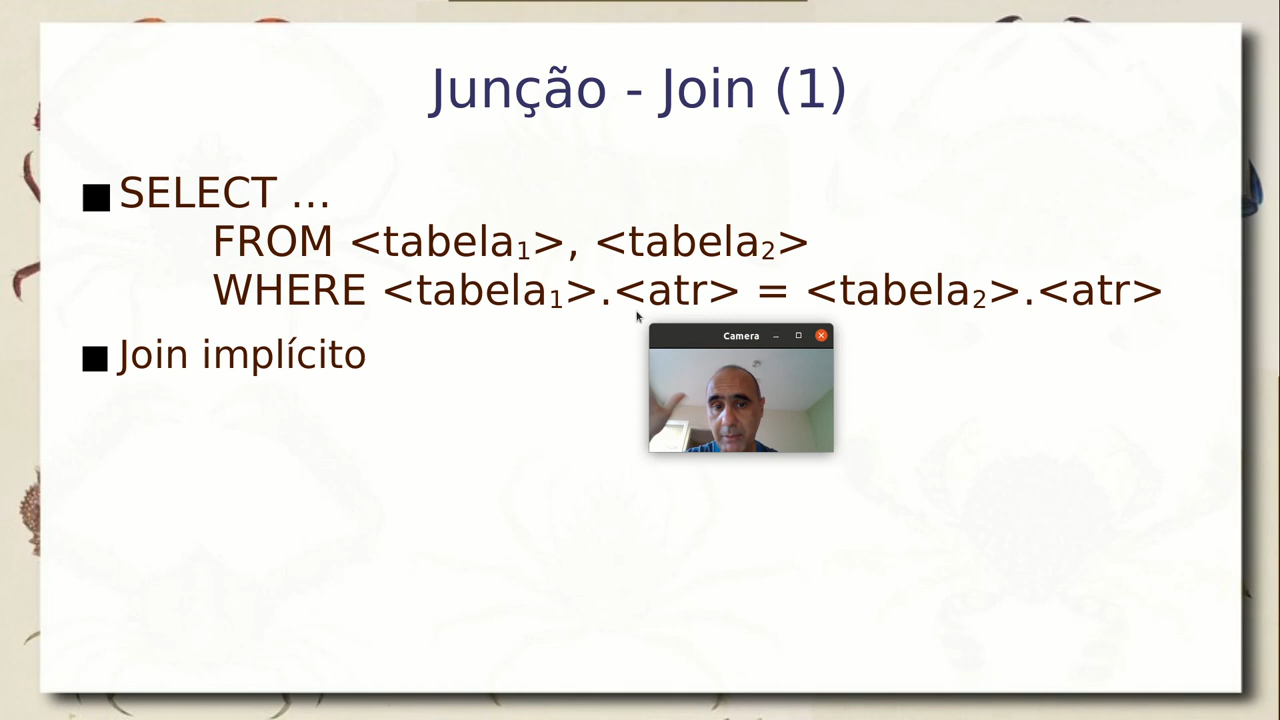 Junção - Join (1)
SELECT ...
FROM <tabela₁>, <tabela₂>
WHERE <tabela₁>.<atr> = <tabela₂>.<atr>
Join implícito
Camera